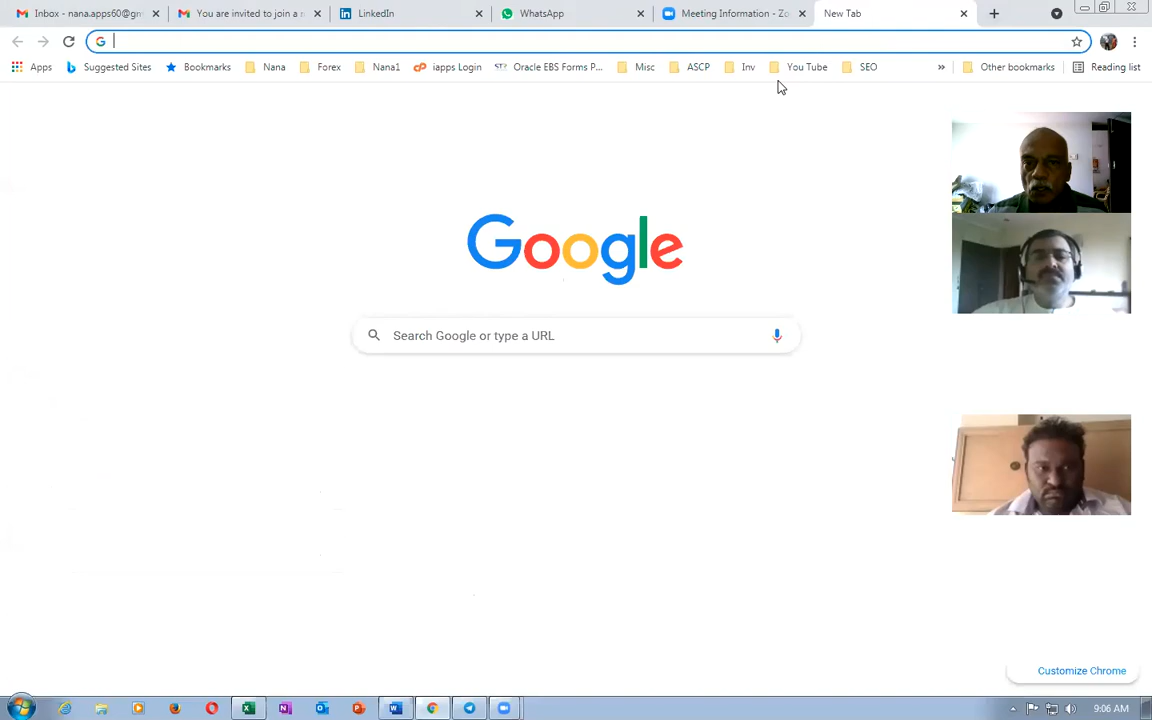 Inbox - nana.apps60@gm
You are invited to join a
LinkedIn
WhatsApp
Meeting Information - Zo
New Tab
Apps
Suggested Sites
Bookmarks
Nana
Forex
Nana1
iapps Login
Oracle EBS Forms P...
Misc
ASCP
Inv
You Tube
SEO
»
Other bookmarks
Reading list
Google
Search Google or type a URL
Customize Chrome
9:06 AM